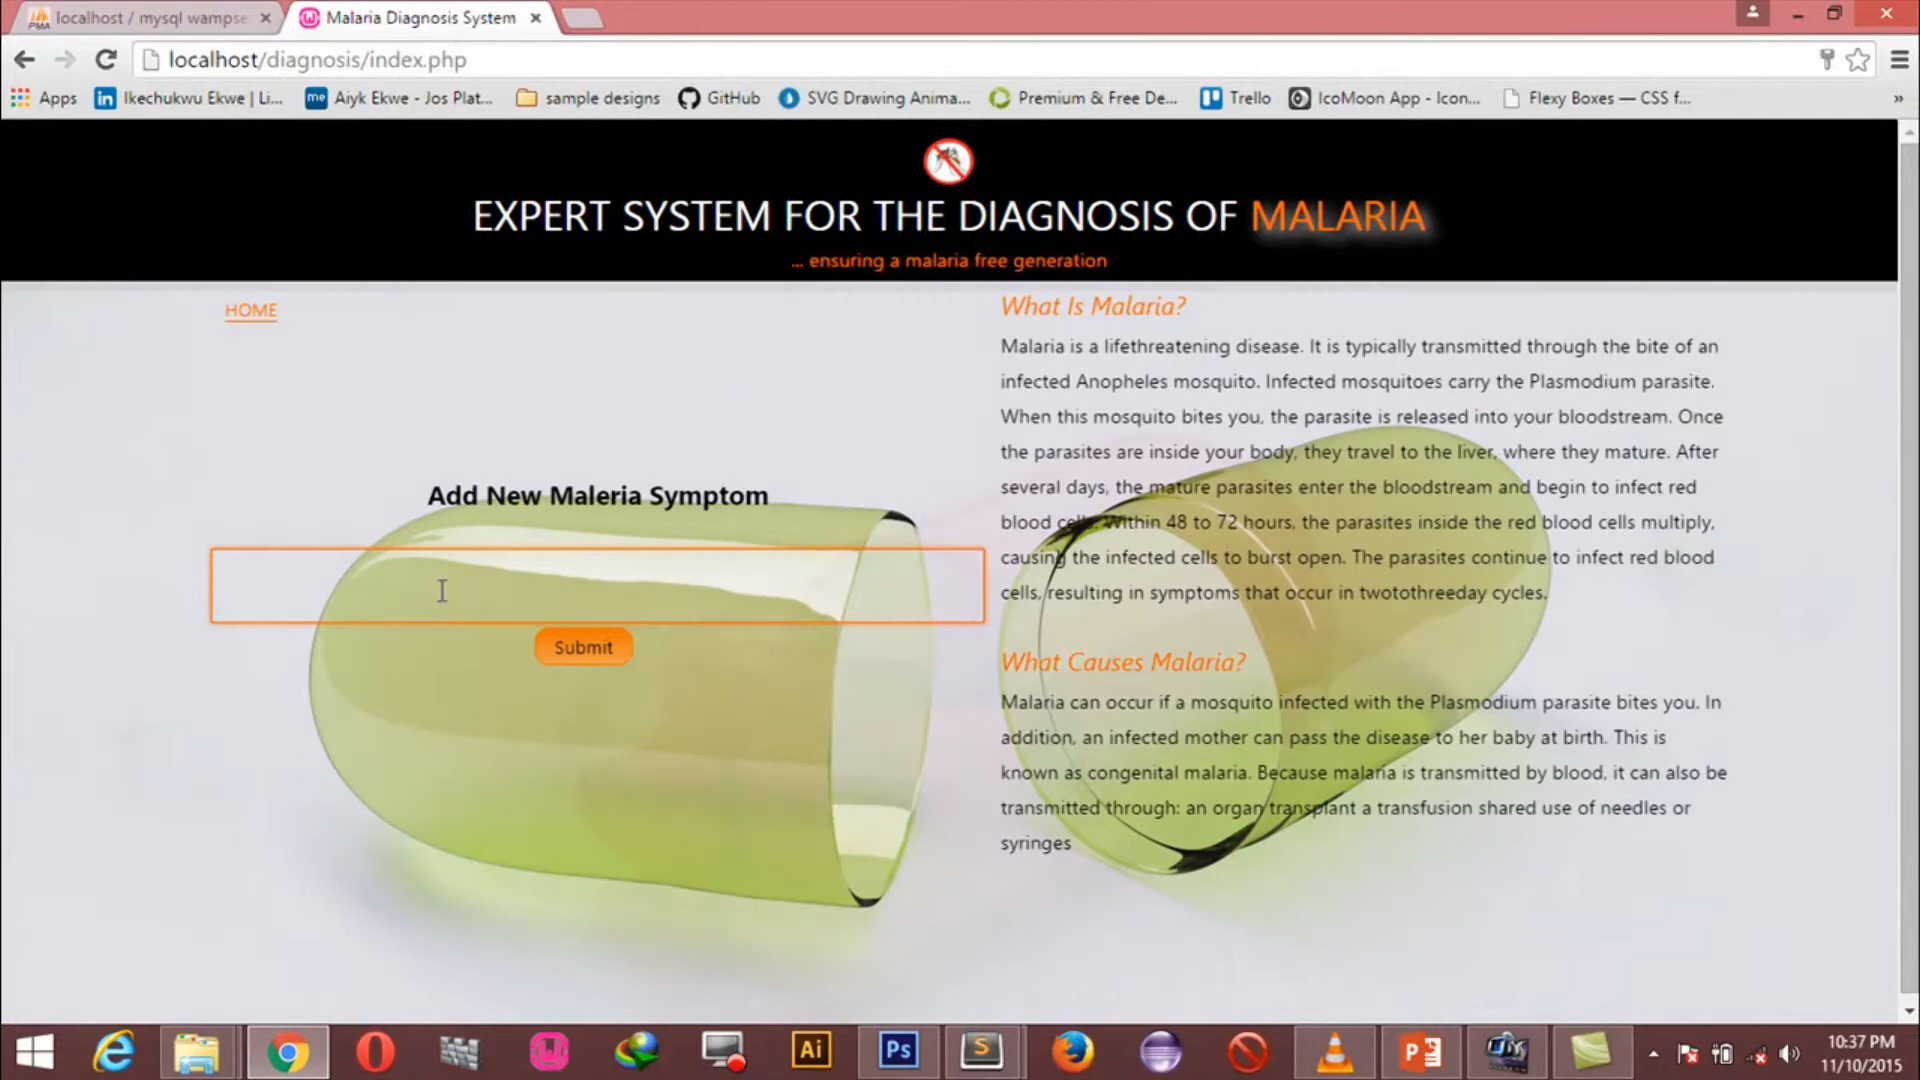 localhost / mysql wampse
Malaria Diagnosis System
localhost/diagnosis/index.php
Apps
Ikechukwu Ekwe | Li...
me
Aiyk Ekwe - Jos Plat...
sample designs
GitHub
SVG Drawing Anima...
Premium & Free De...
Trello
IcoMoon App - Icon...
Flexy Boxes — CSS f...
»
EXPERT SYSTEM FOR THE DIAGNOSIS OF MALARIA
... ensuring a malaria free generation
HOME
Add New Maleria Symptom
Submit
What Is Malaria?
Malaria is a lifethreatening disease. It is typically transmitted through the bite of an
infected Anopheles mosquito. Infected mosquitoes carry the Plasmodium parasite.
When this mosquito bites you, the parasite is released into your bloodstream. Once
the parasites are inside your body, they travel to the liver, where they mature. After
several days, the mature parasites enter the bloodstream and begin to infect red
blood cells. Within 48 to 72 hours, the parasites inside the red blood cells multiply,
causing the infected cells to burst open. The parasites continue to infect red blood
cells, resulting in symptoms that occur in twotothreeday cycles.
What Causes Malaria?
Malaria can occur if a mosquito infected with the Plasmodium parasite bites you. In
addition, an infected mother can pass the disease to her baby at birth. This is
known as congenital malaria. Because malaria is transmitted by blood, it can also be
transmitted through: an organ transplant a transfusion shared use of needles or
syringes
Ai
Ps
S
P
10:37 PM
11/10/2015